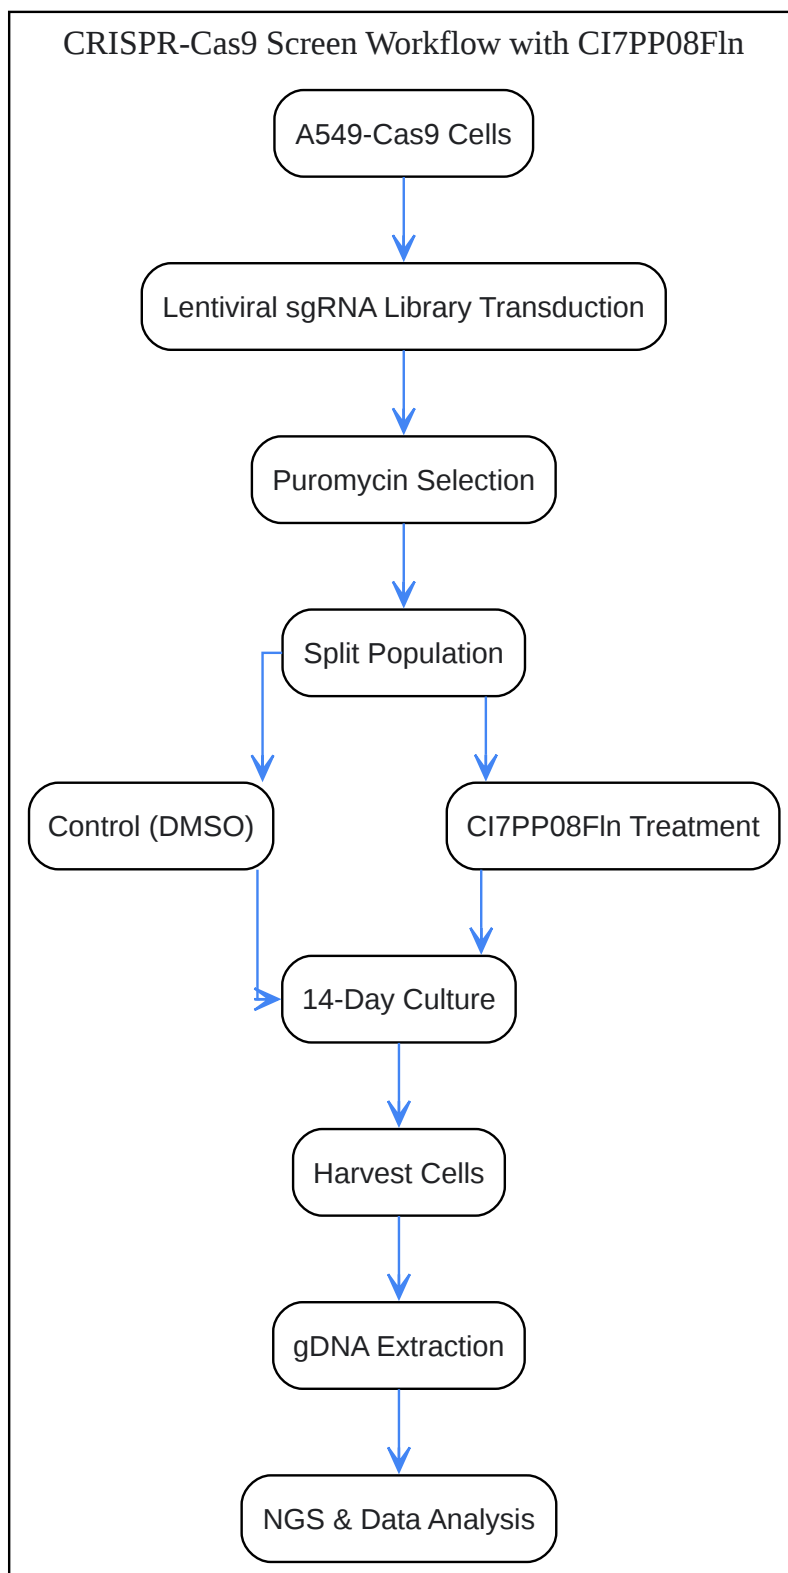 CRISPR-Cas9 Screen Workflow with CI7PP08Fln
A549-Cas9 Cells
Lentiviral sgRNA Library Transduction
Puromycin Selection
Split Population
Control (DMSO)
CI7PP08Fln Treatment
14-Day Culture
Harvest Cells
gDNA Extraction
NGS & Data Analysis